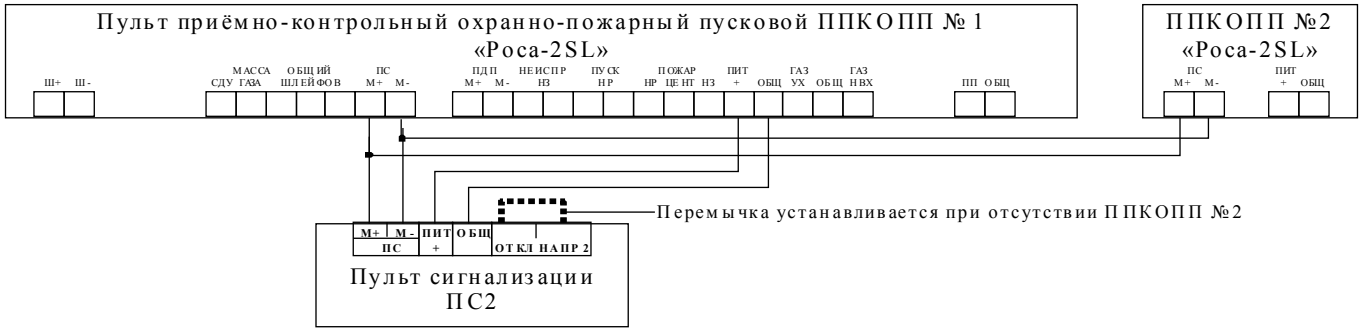 Пульт приёмно-контрольный охранно-пожарный пусковой ППКОПП № 1
«Роса-2SL»
ППКОПП №2
«Роса-2SL»
Ш+ Ш-
СДУ МАССА ГАЗА ОБЩИЙ ШЛЕЙФОВ ПС М+ М-
ПДП М+ М- НЕИСПР НЗ ПУСК НР ПОЖАР НР ЦЕНТ НЗ ПИТ + ОБЩ ГАЗ УХ ОБЩ ГАЗ НВХ
ПП ОБЩ
ПС М+ М- ПИТ + ОБЩ
Перемычка устанавливается при отсутствии ППКОПП №2
М+ М- ПИТ ОБЩ
ПС + ОТКЛ НАПР 2
Пульт сигнализации
ПС2